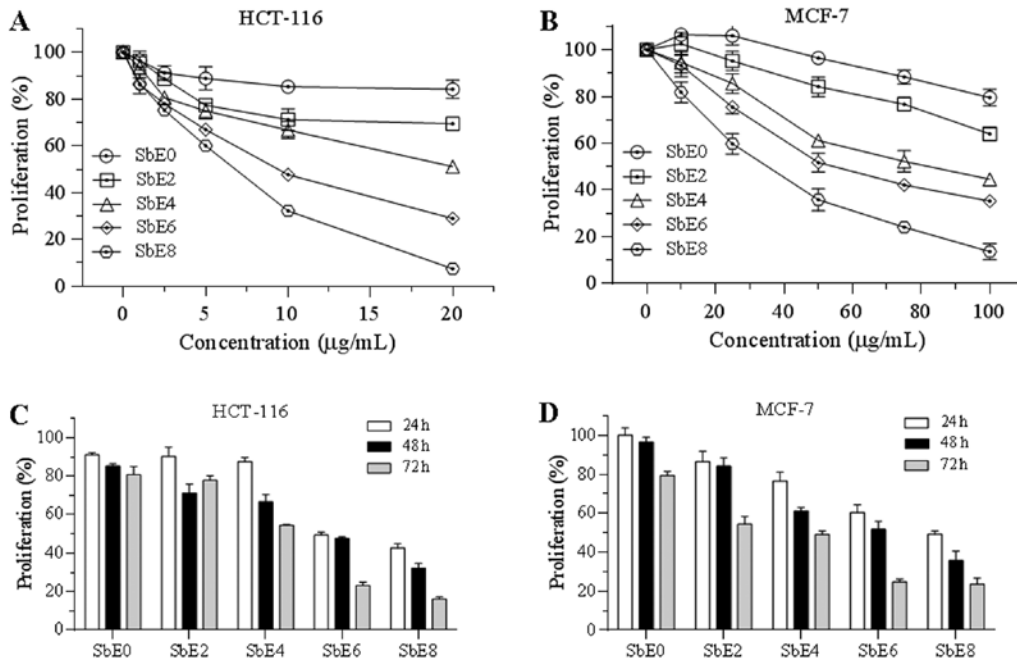 A
HCT-116
Proliferation (%)
100
80
60
40
20
0
SbE0
SbE2
SbE4
SbE6
SbE8
0
5
10
15
20
Concentration (μg/mL)
B
MCF-7
Proliferation (%)
100
80
60
40
20
0
SbE0
SbE2
SbE4
SbE6
SbE8
0
20
40
60
80
100
Concentration (μg/mL)
C
HCT-116
Proliferation (%)
100
80
60
40
20
0
24h
48h
72h
SbE0
SbE2
SbE4
SbE6
SbE8
D
MCF-7
Proliferation (%)
100
80
60
40
20
0
24h
48h
72h
SbE0
SbE2
SbE4
SbE6
SbE8